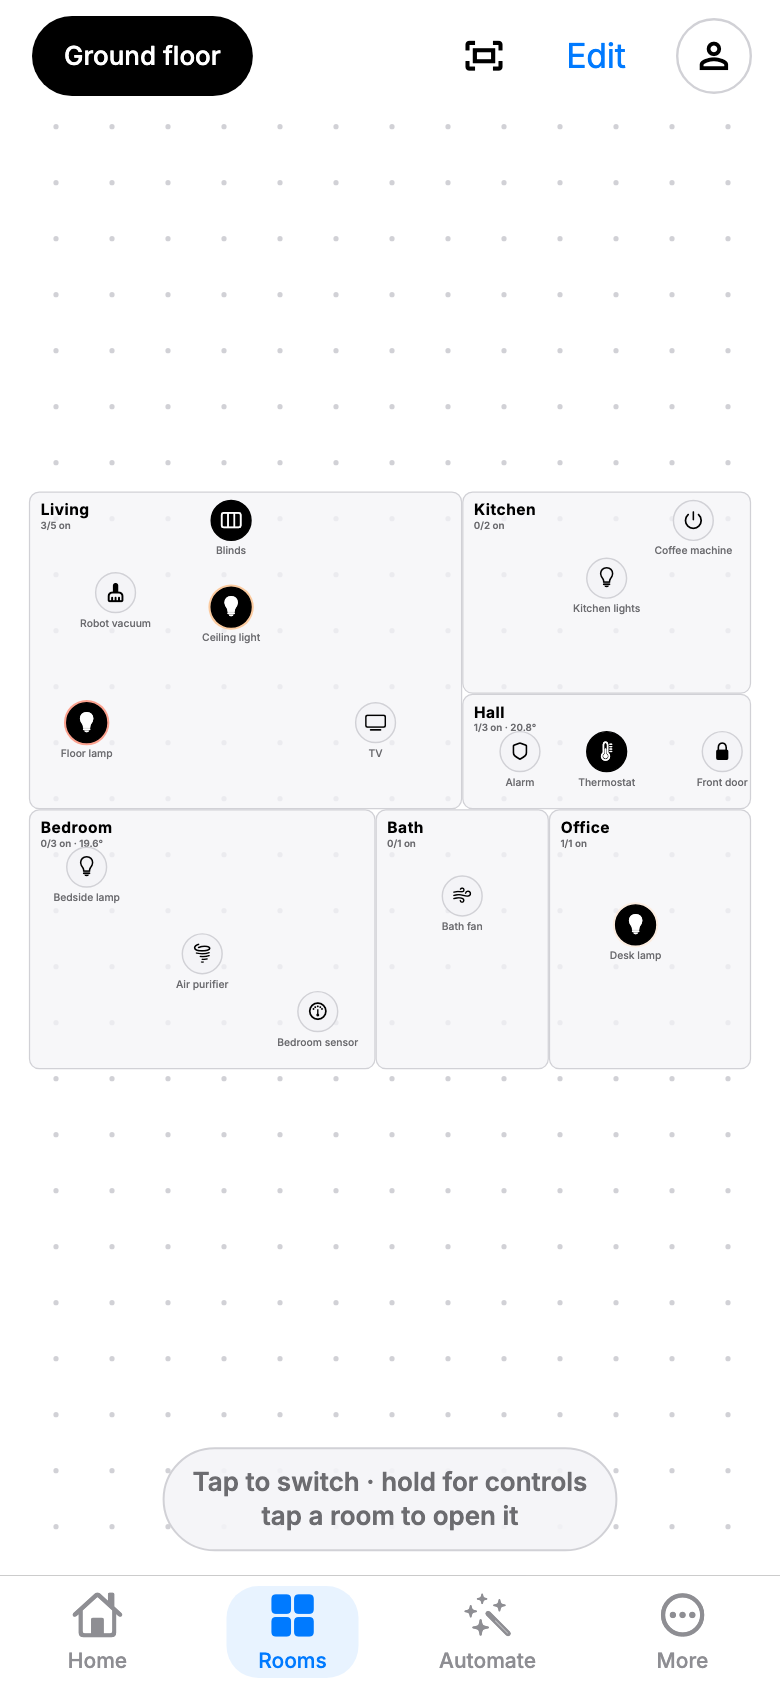 Ground floor
Edit
Living
3/5 on
Blinds
Robot vacuum
Ceiling light
Floor lamp
TV
Kitchen
0/2 on
Coffee machine
Kitchen lights
Hall
1/3 on · 20.8°
Alarm
Thermostat
Front door
Bedroom
0/3 on · 19.6°
Bedside lamp
Air purifier
Bedroom sensor
Bath
0/1 on
Bath fan
Office
1/1 on
Desk lamp
Tap to switch · hold for controls
tap a room to open it
Home
Rooms
Automate
More